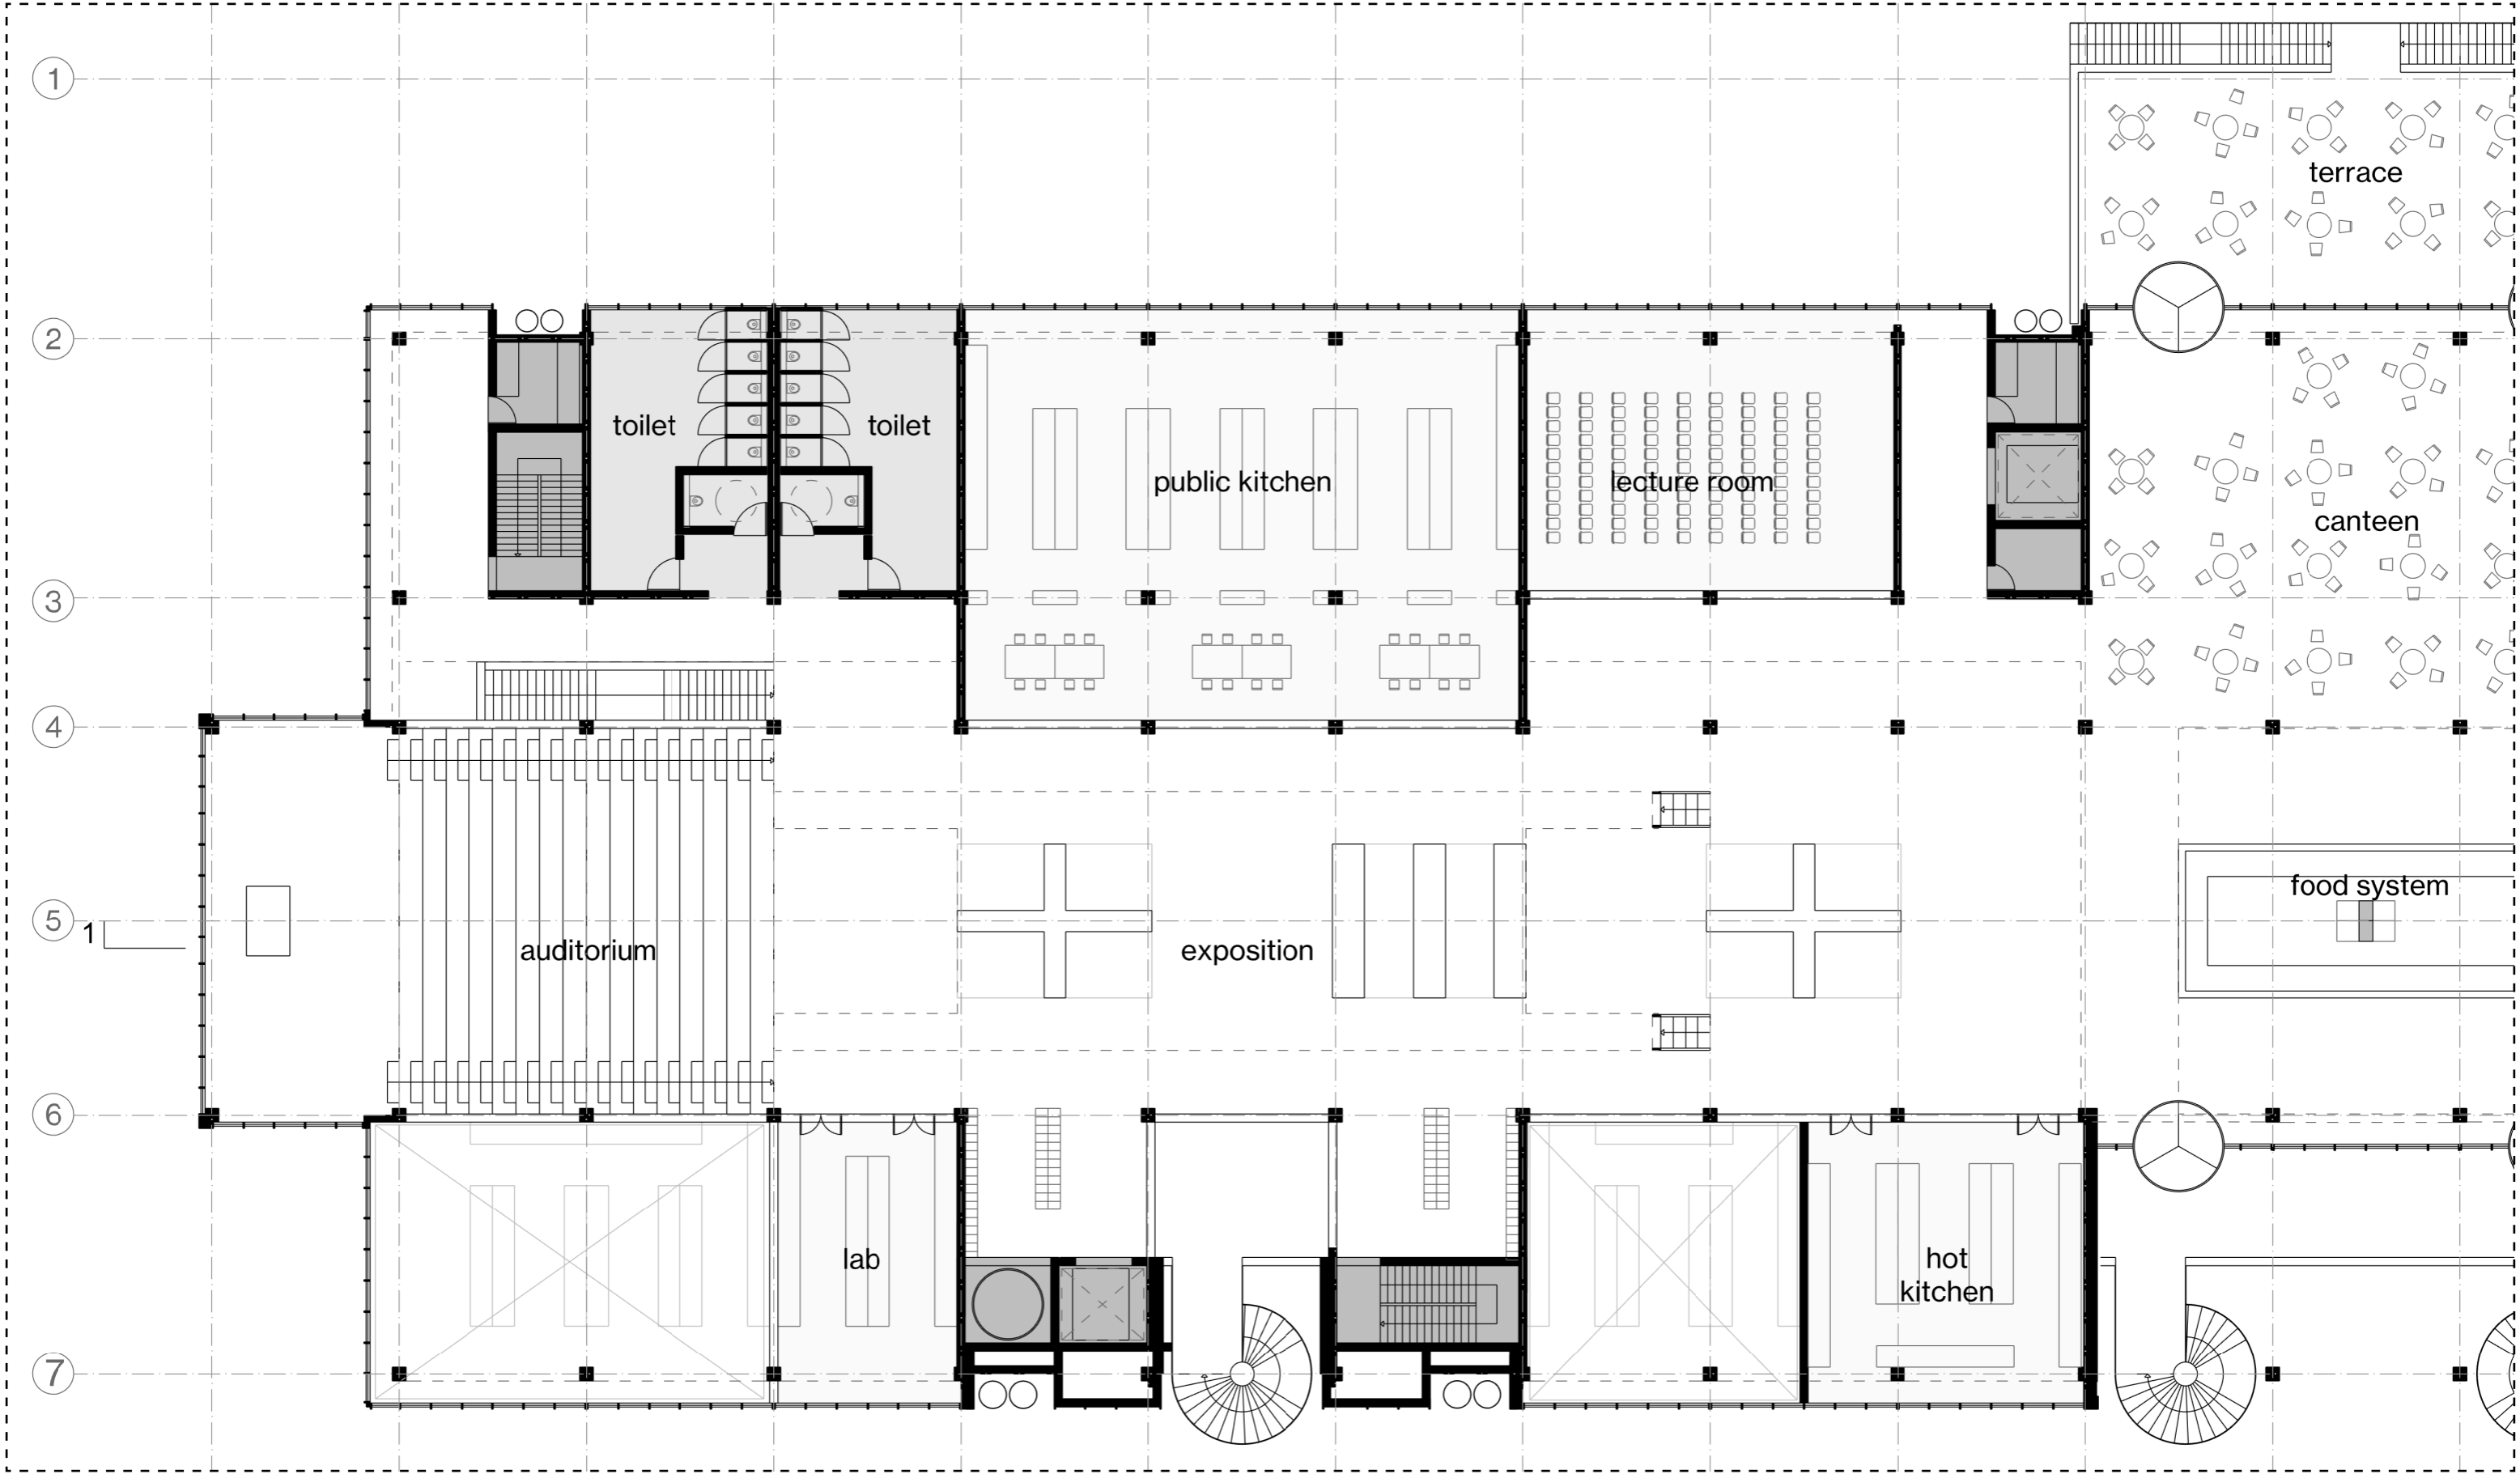 1
terrace
2
toilet
toilet
public kitchen
lecture room
canteen
3
4
food system
5
1
auditorium
exposition
6
lab
hot
kitchen
7